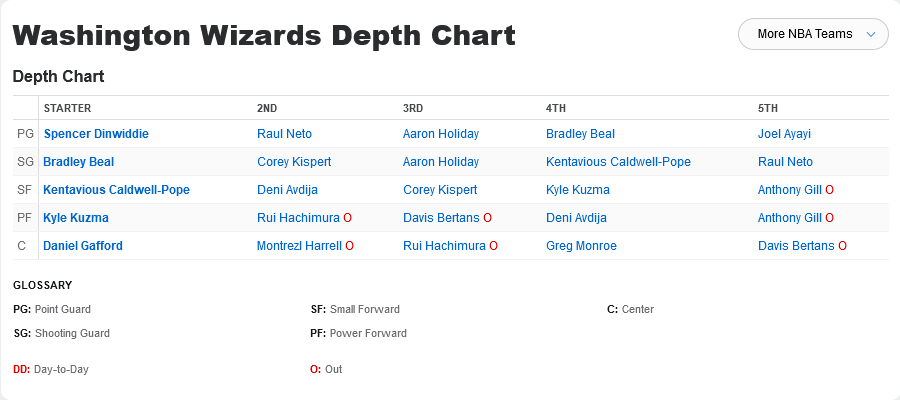 Washington Wizards Depth Chart
More NBA Teams
Depth Chart
STARTER 2ND 3RD 4TH 5TH
PG Spencer Dinwiddie Raul Neto Aaron Holiday Bradley Beal Joel Ayayi
SG Bradley Beal Corey Kispert Aaron Holiday Kentavious Caldwell-Pope Raul Neto
SF Kentavious Caldwell-Pope Deni Avdija Corey Kispert Kyle Kuzma Anthony Gill O
PF Kyle Kuzma Rui Hachimura O Davis Bertans O Deni Avdija Anthony Gill O
C Daniel Gafford Montrezl Harrell O Rui Hachimura O Greg Monroe Davis Bertans O
GLOSSARY
PG: Point Guard SF: Small Forward C: Center
SG: Shooting Guard PF: Power Forward
DD: Day-to-Day O: Out